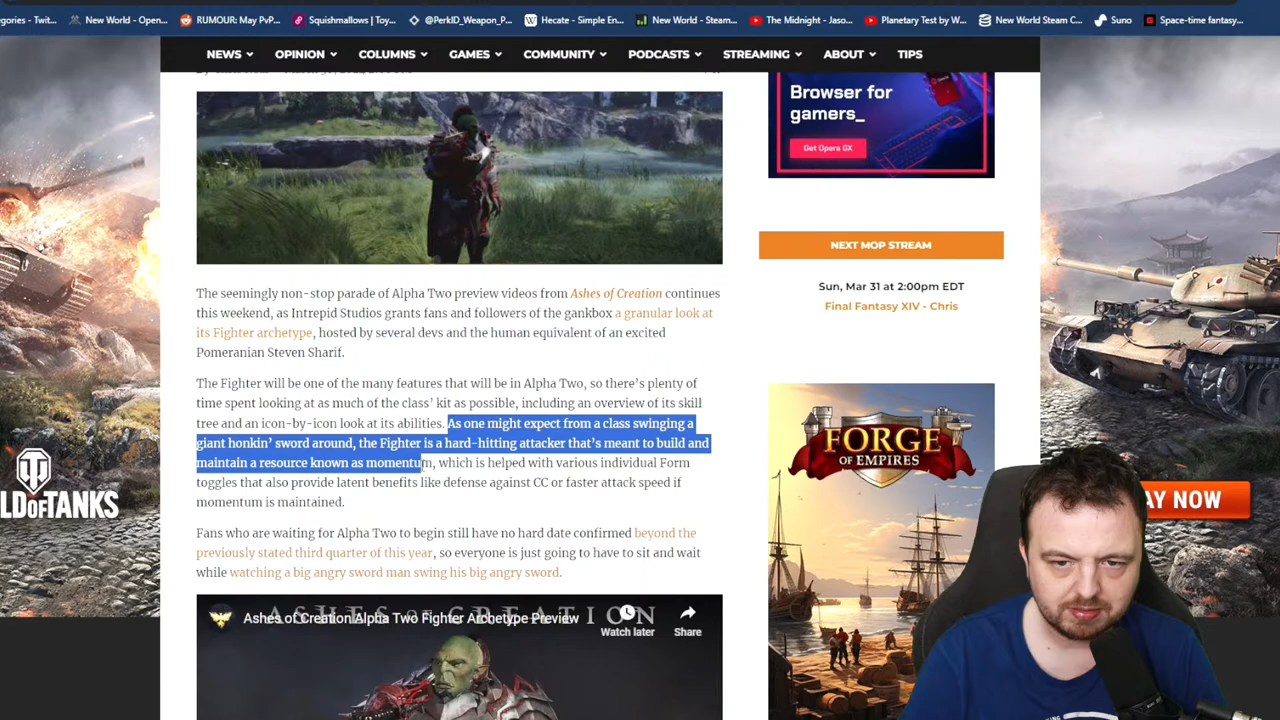 egories - Twit...
New World - Open...
RUMOUR: May PvP...
Squishmallows | Toy...
@PerkID_Weapon_P...
Hecate - Simple En...
New World - Steam...
The Midnight - Jaso...
Planetary Test by W...
New World Steam C...
Suno
Space-time fantasy...
NEWS
OPINION
COLUMNS
GAMES
COMMUNITY
PODCASTS
STREAMING
ABOUT
TIPS
The seemingly non-stop parade of Alpha Two preview videos from Ashes of Creation continues
this weekend, as Intrepid Studios grants fans and followers of the gankbox a granular look at
its Fighter archetype, hosted by several devs and the human equivalent of an excited
Pomeranian Steven Sharif.
The Fighter will be one of the many features that will be in Alpha Two, so there's plenty of
time spent looking at as much of the class' kit as possible, including an overview of its skill
tree and an icon-by-icon look at its abilities. As one might expect from a class swinging a
giant honkin' sword around, the Fighter is a hard-hitting attacker that's meant to build and
maintain a resource known as momentum, which is helped with various individual Form
toggles that also provide latent benefits like defense against CC or faster attack speed if
momentum is maintained.
Fans who are waiting for Alpha Two to begin still have no hard date confirmed beyond the
previously stated third quarter of this year, so everyone is just going to have to sit and wait
while watching a big angry sword man swing his big angry sword.
ASHES OF CREATION
Ashes of Creation Alpha Two Fighter Archetype Preview
Watch later
Share
Browser for
gamers_
Get Opera GX
NEXT MOP STREAM
Sun, Mar 31 at 2:00pm EDT
Final Fantasy XIV - Chris
FORGE
OF EMPIRES
LD OF TANKS
AY NOW